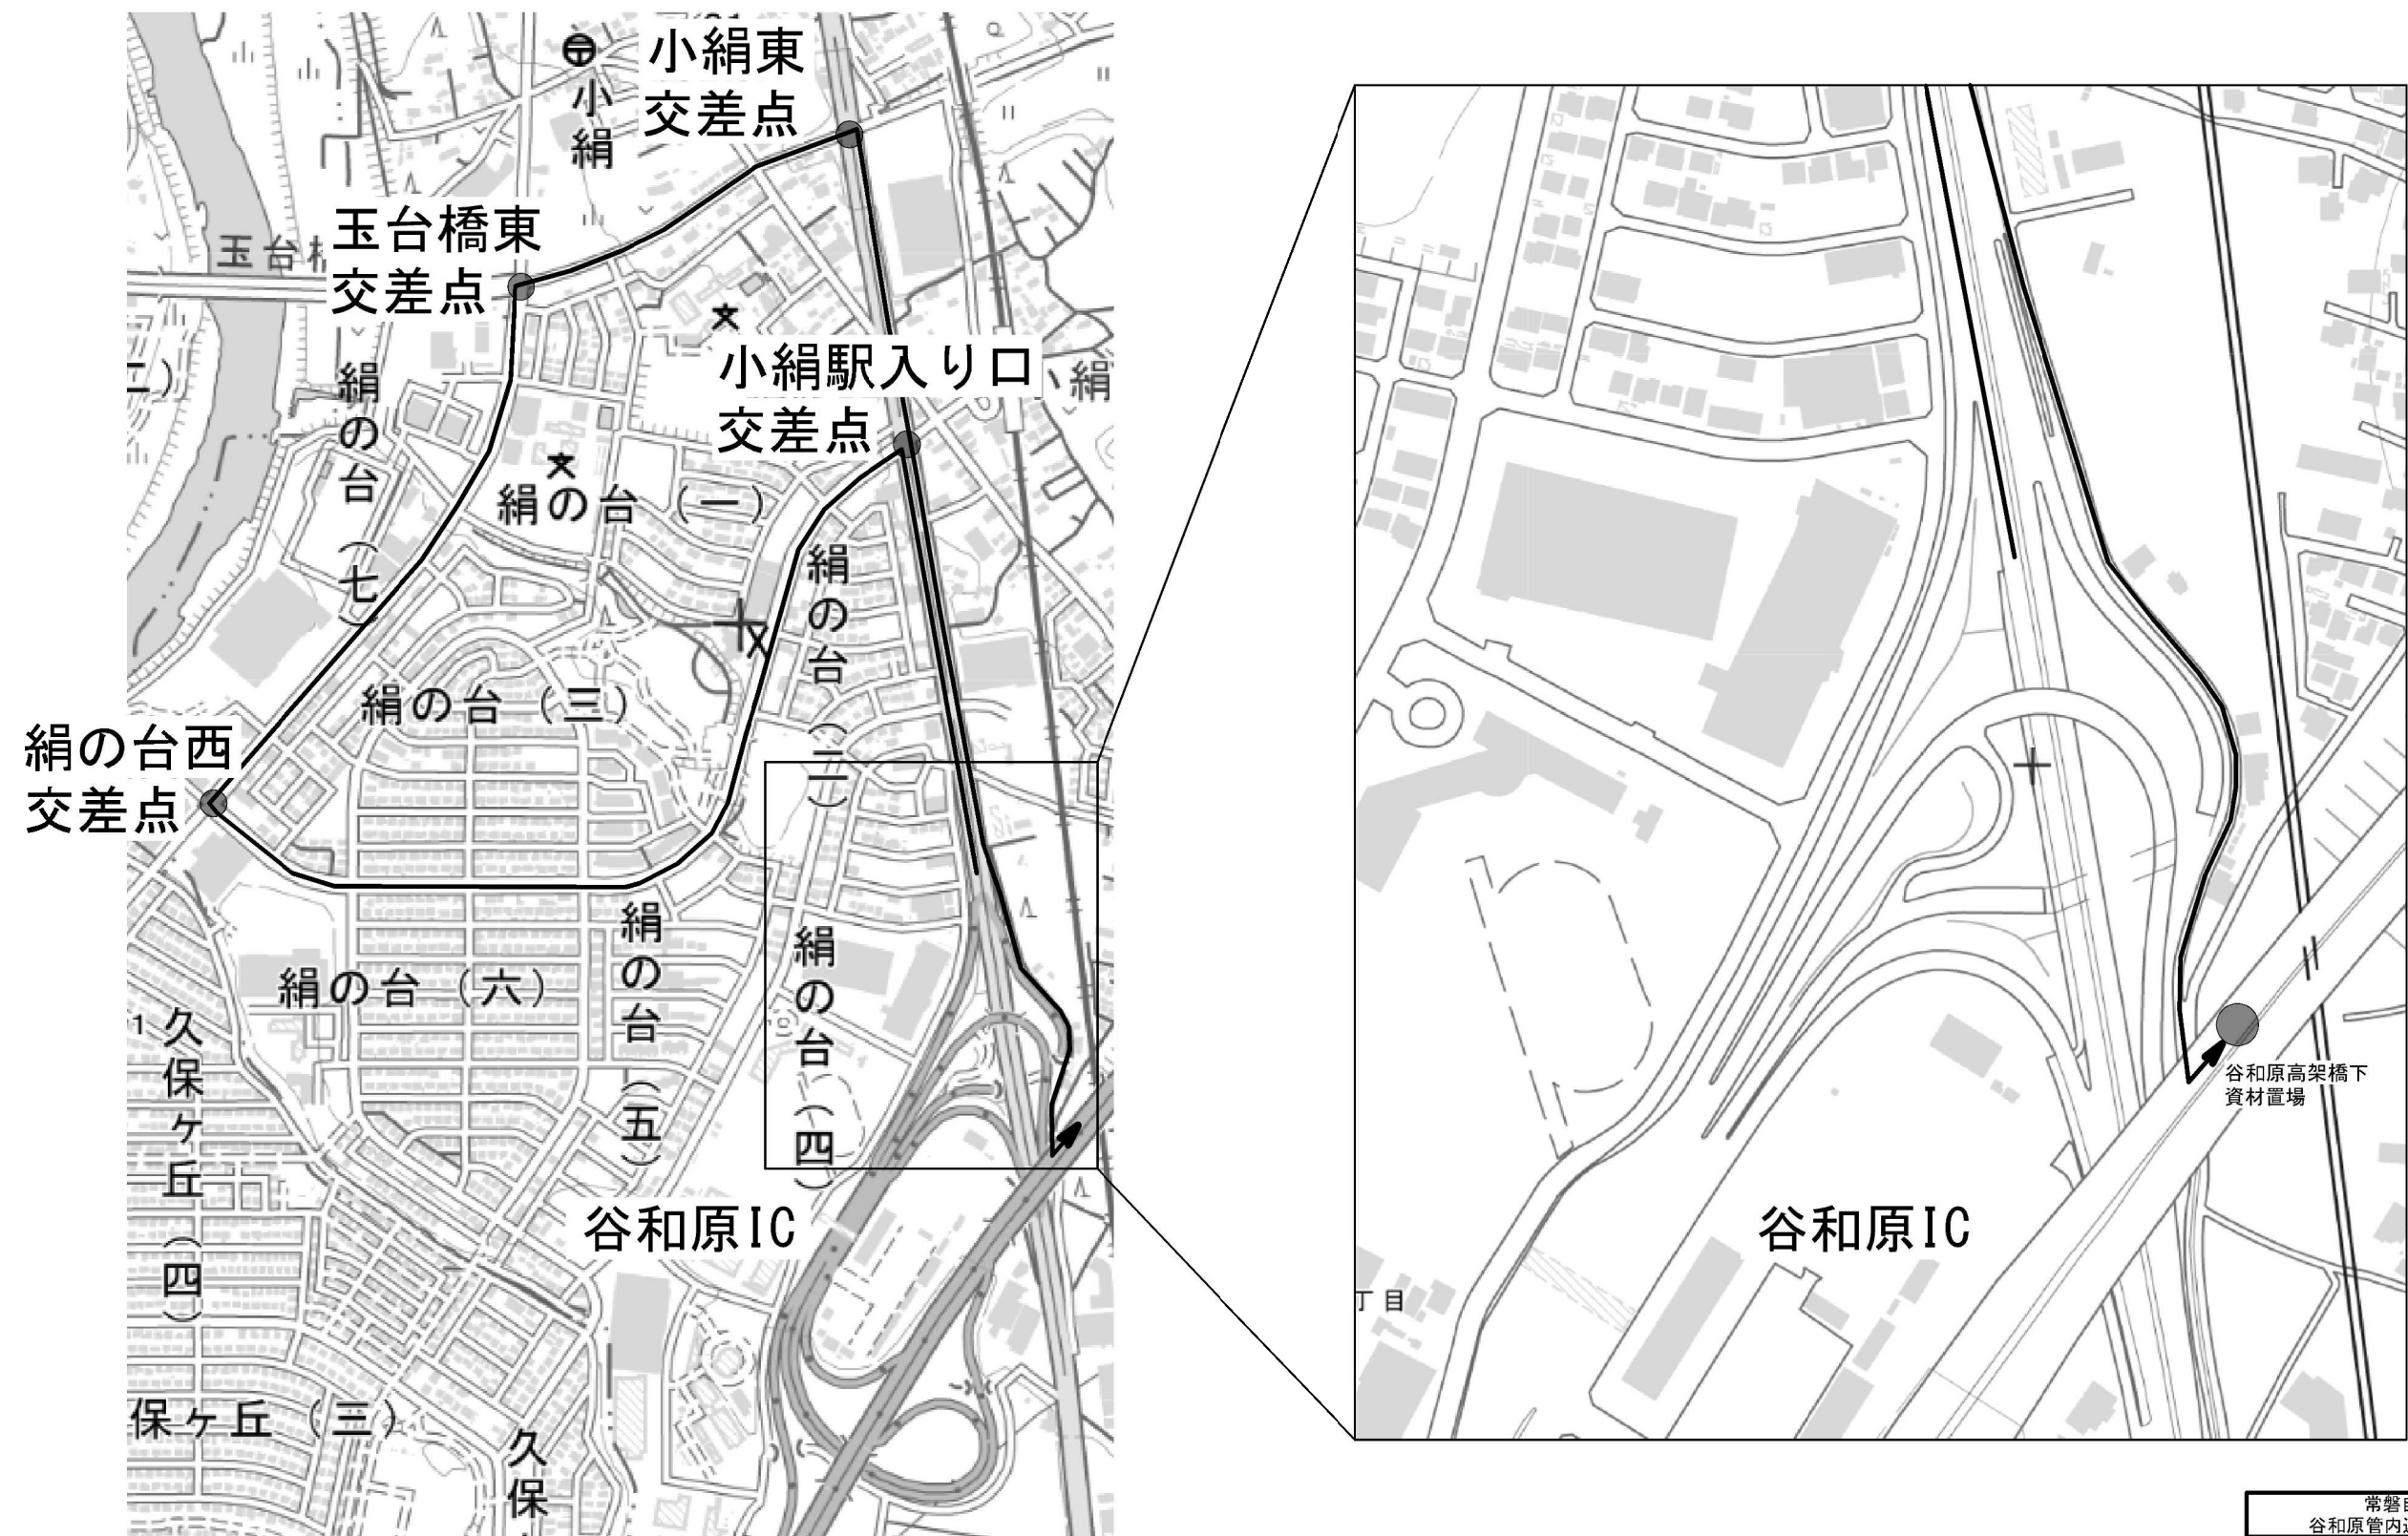 小絹東
交差点
小絹
玉台橋東
交差点
玉台
小絹駅入り口
交差点
絹
絹の台(七)
絹の台(一)
絹の台(二)
絹の台(三)
絹の台西
交差点
絹の台(六)
絹の台(五)
絹の台(四)
久保ヶ丘(四)
谷和原IC
保ヶ丘(三)
久保
谷和原高架橋下
資材置場
谷和原IC
丁目
常磐
谷和原管内